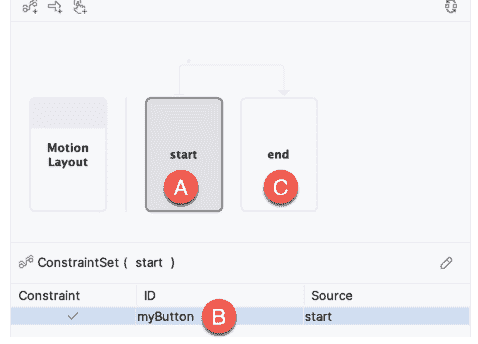 Motion
Layout
start
end
A
C
ConstraintSet ( start )
Constraint ID Source
myButton B start